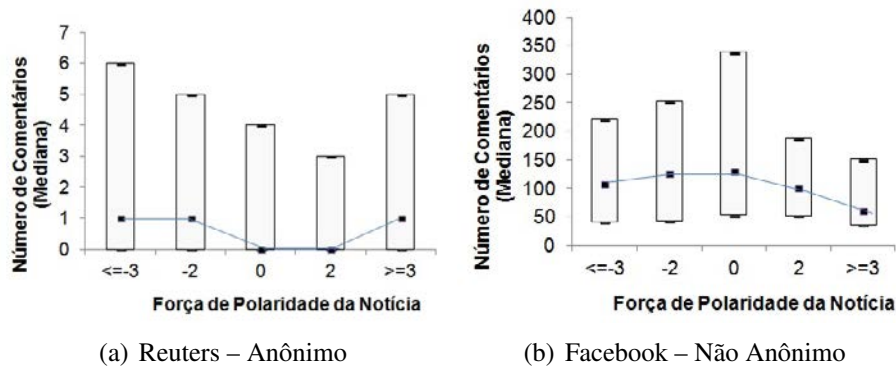 Número de Comentários
(Mediana)
7
6
5
4
3
2
1
0
<=-3 -2 0 2 >=3
Força de Polaridade da Notícia
(a) Reuters – Anônimo
Número de Comentários
(Mediana)
400
350
300
250
200
150
100
50
0
<=-3 -2 0 2 >=3
Força de Polaridade da Notícia
(b) Facebook – Não Anônimo